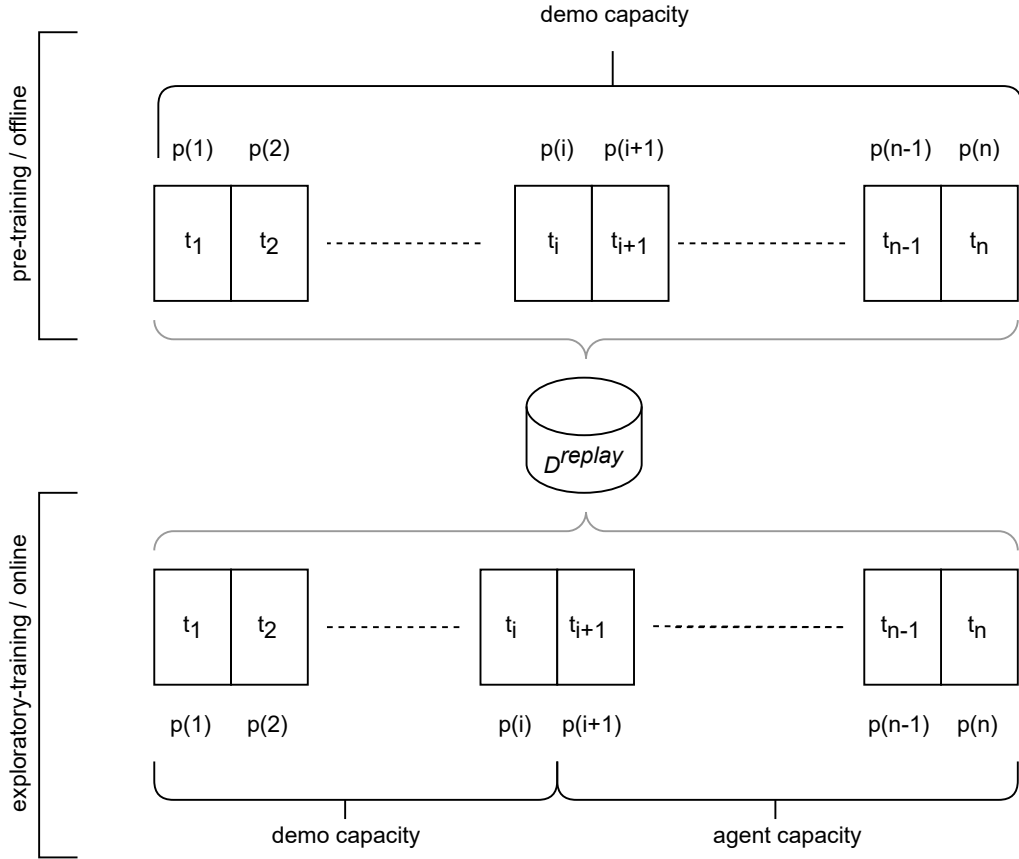 demo capacity
pre-training / offline
p(1) p(2) p(i) p(i+1) p(n-1) p(n)
t1 t2 ti ti+1 tn-1 tn
D replay
exploratory-training / online
t1 t2 ti ti+1 tn-1 tn
p(1) p(2) p(i) p(i+1) p(n-1) p(n)
demo capacity agent capacity